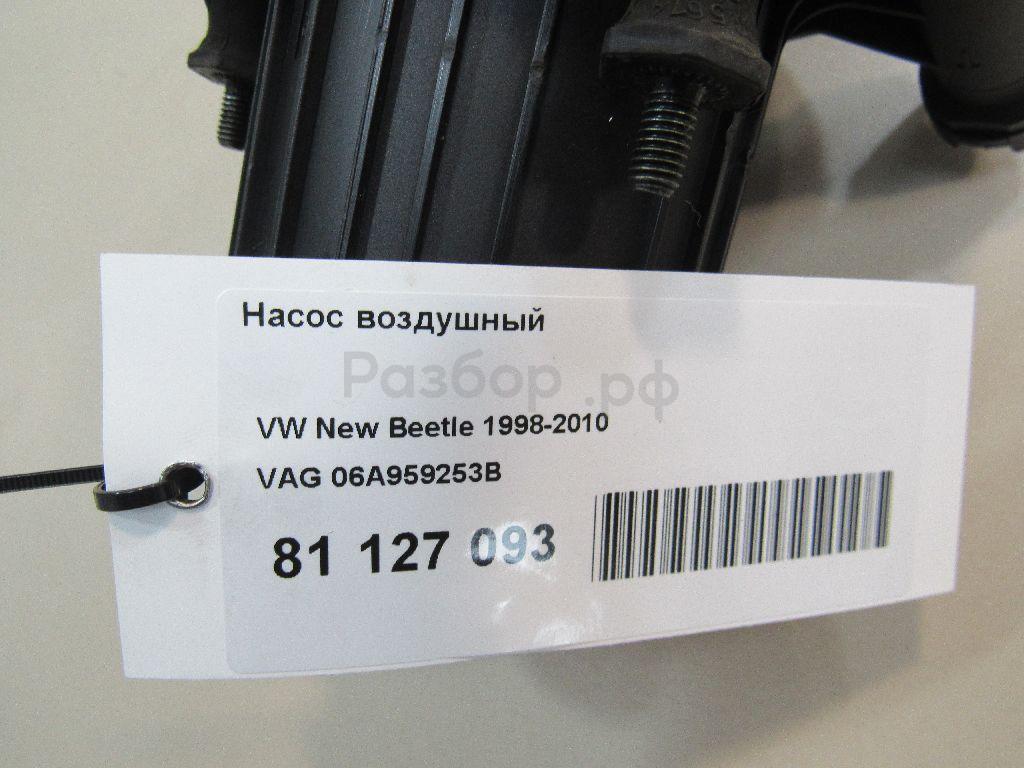 Насос воздушный
Разбор.рф
VW New Beetle 1998-2010
VAG 06A959253B
81 127 093